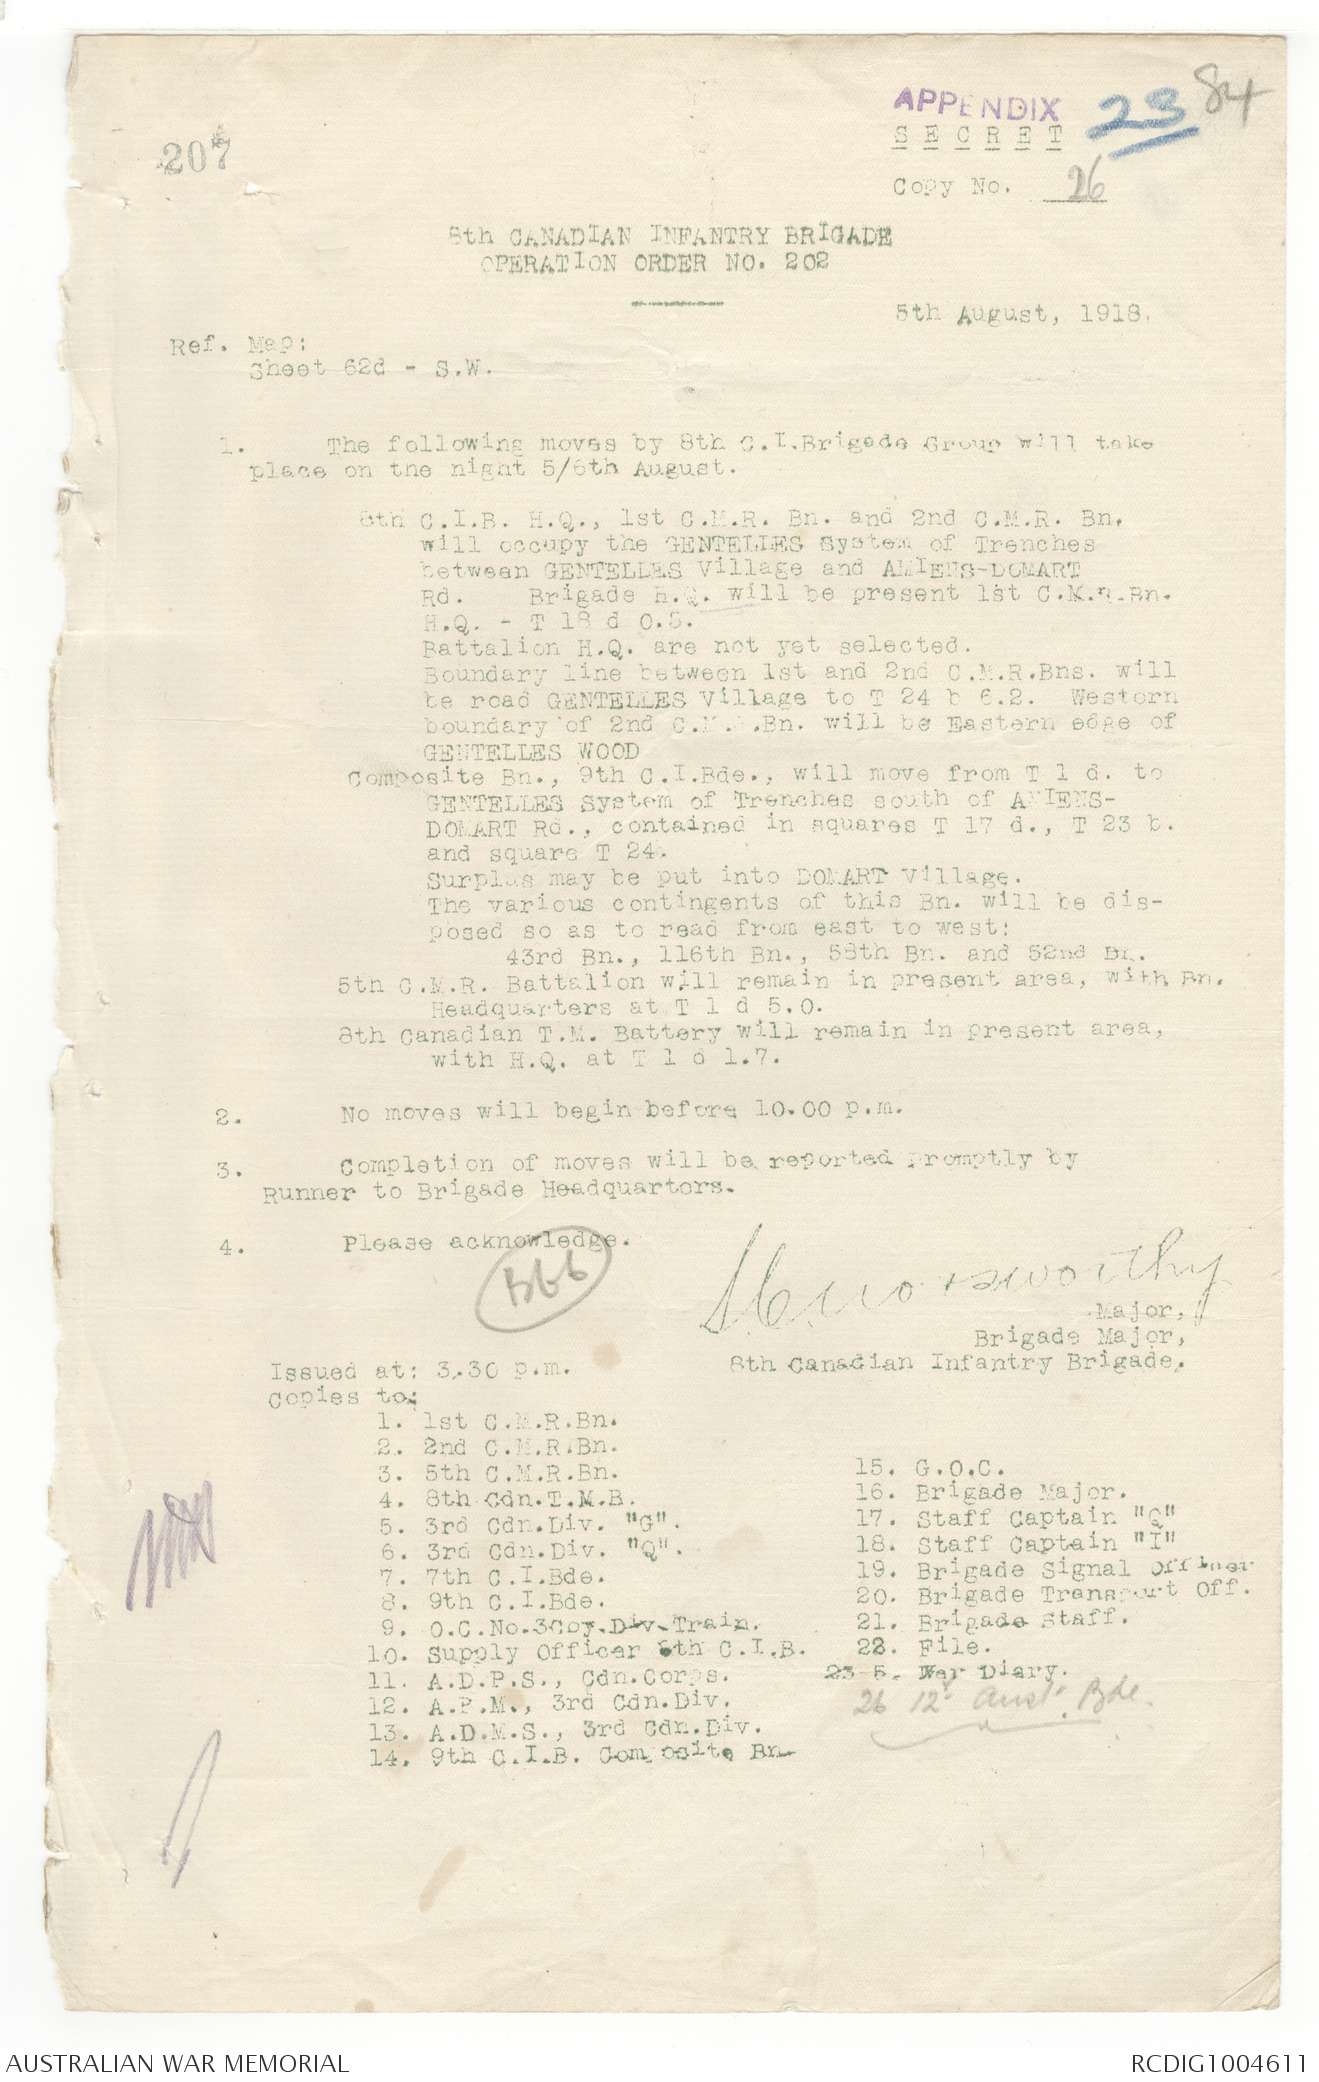 APPENDIX 23 84
207
SECRET
Copy No. 26
8th CANADIAN INFANTRY BRIGADE
OPERATION ORDER NO. 202
5th August, 1918.
Ref. Map:
Sheet 62d - S.W.
1. The following moves by 8th C.I.Brigade Group will take
place on the night 5/6th August.
8th C.I.B. H.Q., 1st C.M.R. Bn. and 2nd C.M.R. Bn.
will occupy the GENTELLES System of Trenches
between GENTELLES Village and AMIENS-DOMART
Rd. Brigade H.Q. will be present 1st C.M.R.Bn.
H.Q. - T 18 d 0.5.
Battalion H.Q. are not yet selected.
Boundary line between 1st and 2nd C.M.R.Bns. will
be road GENTELLES Village to T 24 b 6.2. Western
boundary of 2nd C.M.R.Bn. will be Eastern edge of
GENTELLES WOOD
Composite Bn., 9th C.I.Bde., will move from T 1 d. to
GENTELLES System of Trenches south of AMIENS-
DOMART Rd., contained in squares T 17 d., T 23 b.
and square T 24.
Surplus may be put into DOMART Village.
The various contingents of this Bn. will be dis-
posed so as to read from east to west:
43rd Bn., 116th Bn., 58th Bn. and 52nd Bn.
5th C.M.R. Battalion will remain in present area, with Bn.
Headquarters at T 1 d 5.0.
8th Canadian T.M. Battery will remain in present area,
with H.Q. at T 1 d 1.7.
2. No moves will begin before 10.00 p.m.
3. Completion of moves will be reported promptly by
Runner to Brigade Headquarters.
4. Please acknowledge.
Major,
Brigade Major,
8th Canadian Infantry Brigade.
Issued at: 3.30 p.m.
Copies to:
1. 1st C.M.R.Bn.
2. 2nd C.M.R.Bn.
3. 5th C.M.R.Bn.
4. 8th Cdn.T.M.B.
5. 3rd Cdn.Div. "G".
6. 3rd Cdn.Div. "Q".
7. 7th C.I.Bde.
8. 9th C.I.Bde.
9. O.C.No.3Coy.Div.Train.
10. Supply Officer 8th C.I.B.
11. A.D.P.S., Cdn.Corps.
12. A.P.M., 3rd Cdn.Div.
13. A.D.M.S., 3rd Cdn.Div.
14. 9th C.I.B. Composite Bn.
15. G.O.C.
16. Brigade Major.
17. Staff Captain "Q"
18. Staff Captain "I"
19. Brigade Signal Officer
20. Brigade Transport Off.
21. Brigade Staff.
22. File.
23-5. War Diary.
26 12th Aust. Bde.
AUSTRALIAN WAR MEMORIAL RCDIG1004611